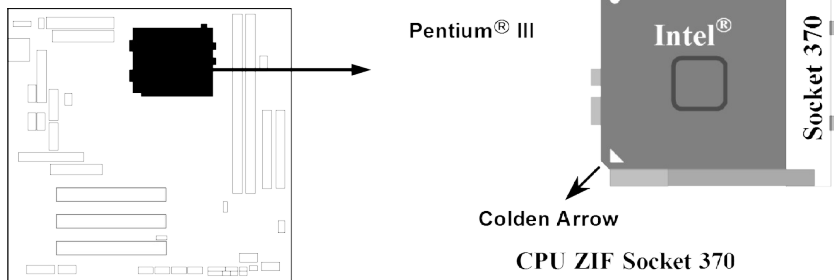 Pentium® III
Intel®
Socket 370
Colden Arrow
CPU ZIF Socket 370